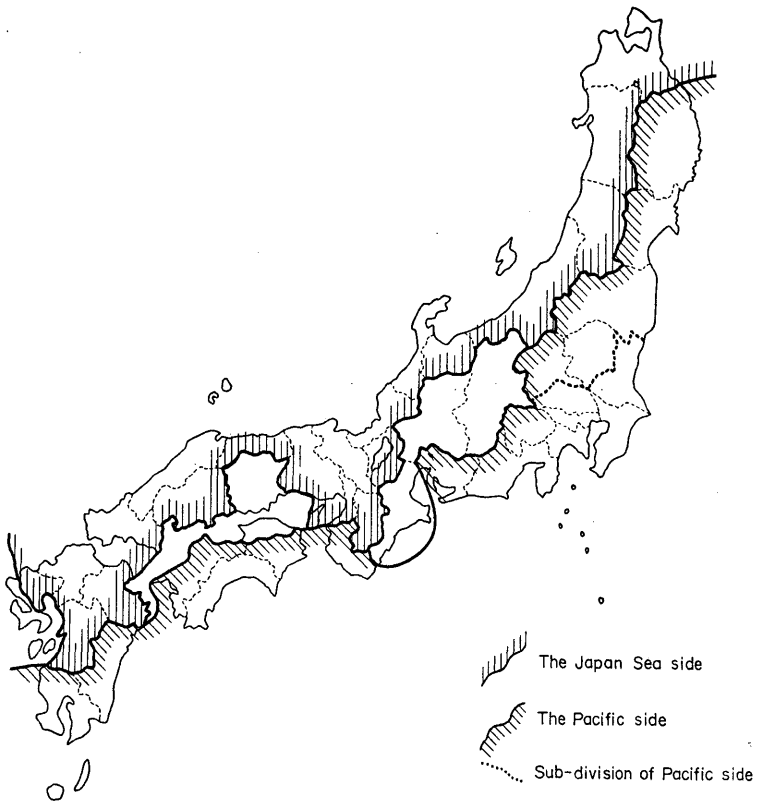 The Japan Sea side
The Pacific side
Sub-division of Pacific side